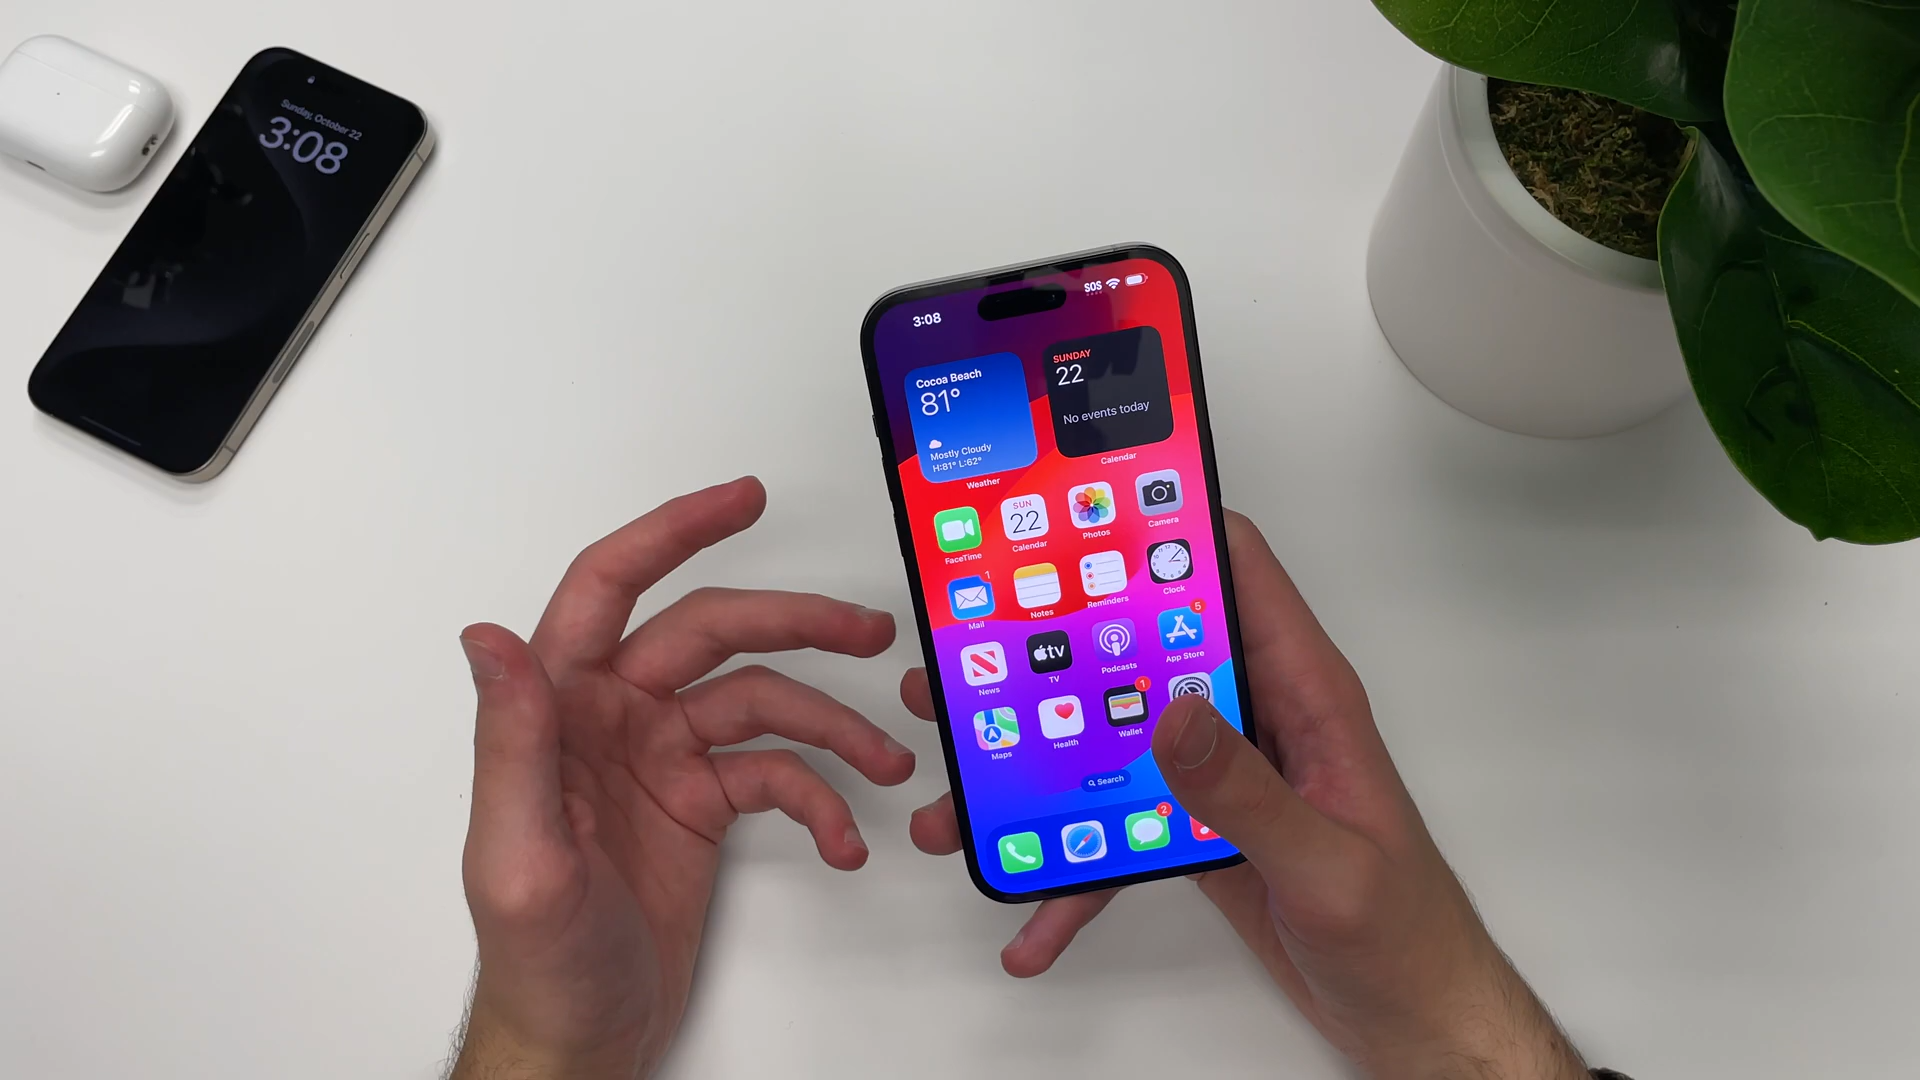 Sunday, October 22
3:08
3:08
SOS
Cocoa Beach
81°
Mostly Cloudy
H:81° L:62°
Weather
SUNDAY
22
No events today
Calendar
FaceTime
SUN
22
Calendar
Photos
Camera
1
Mail
Notes
Reminders
Clock
News
tv
TV
Podcasts
5
App Store
Maps
Health
1
Wallet
Search
2